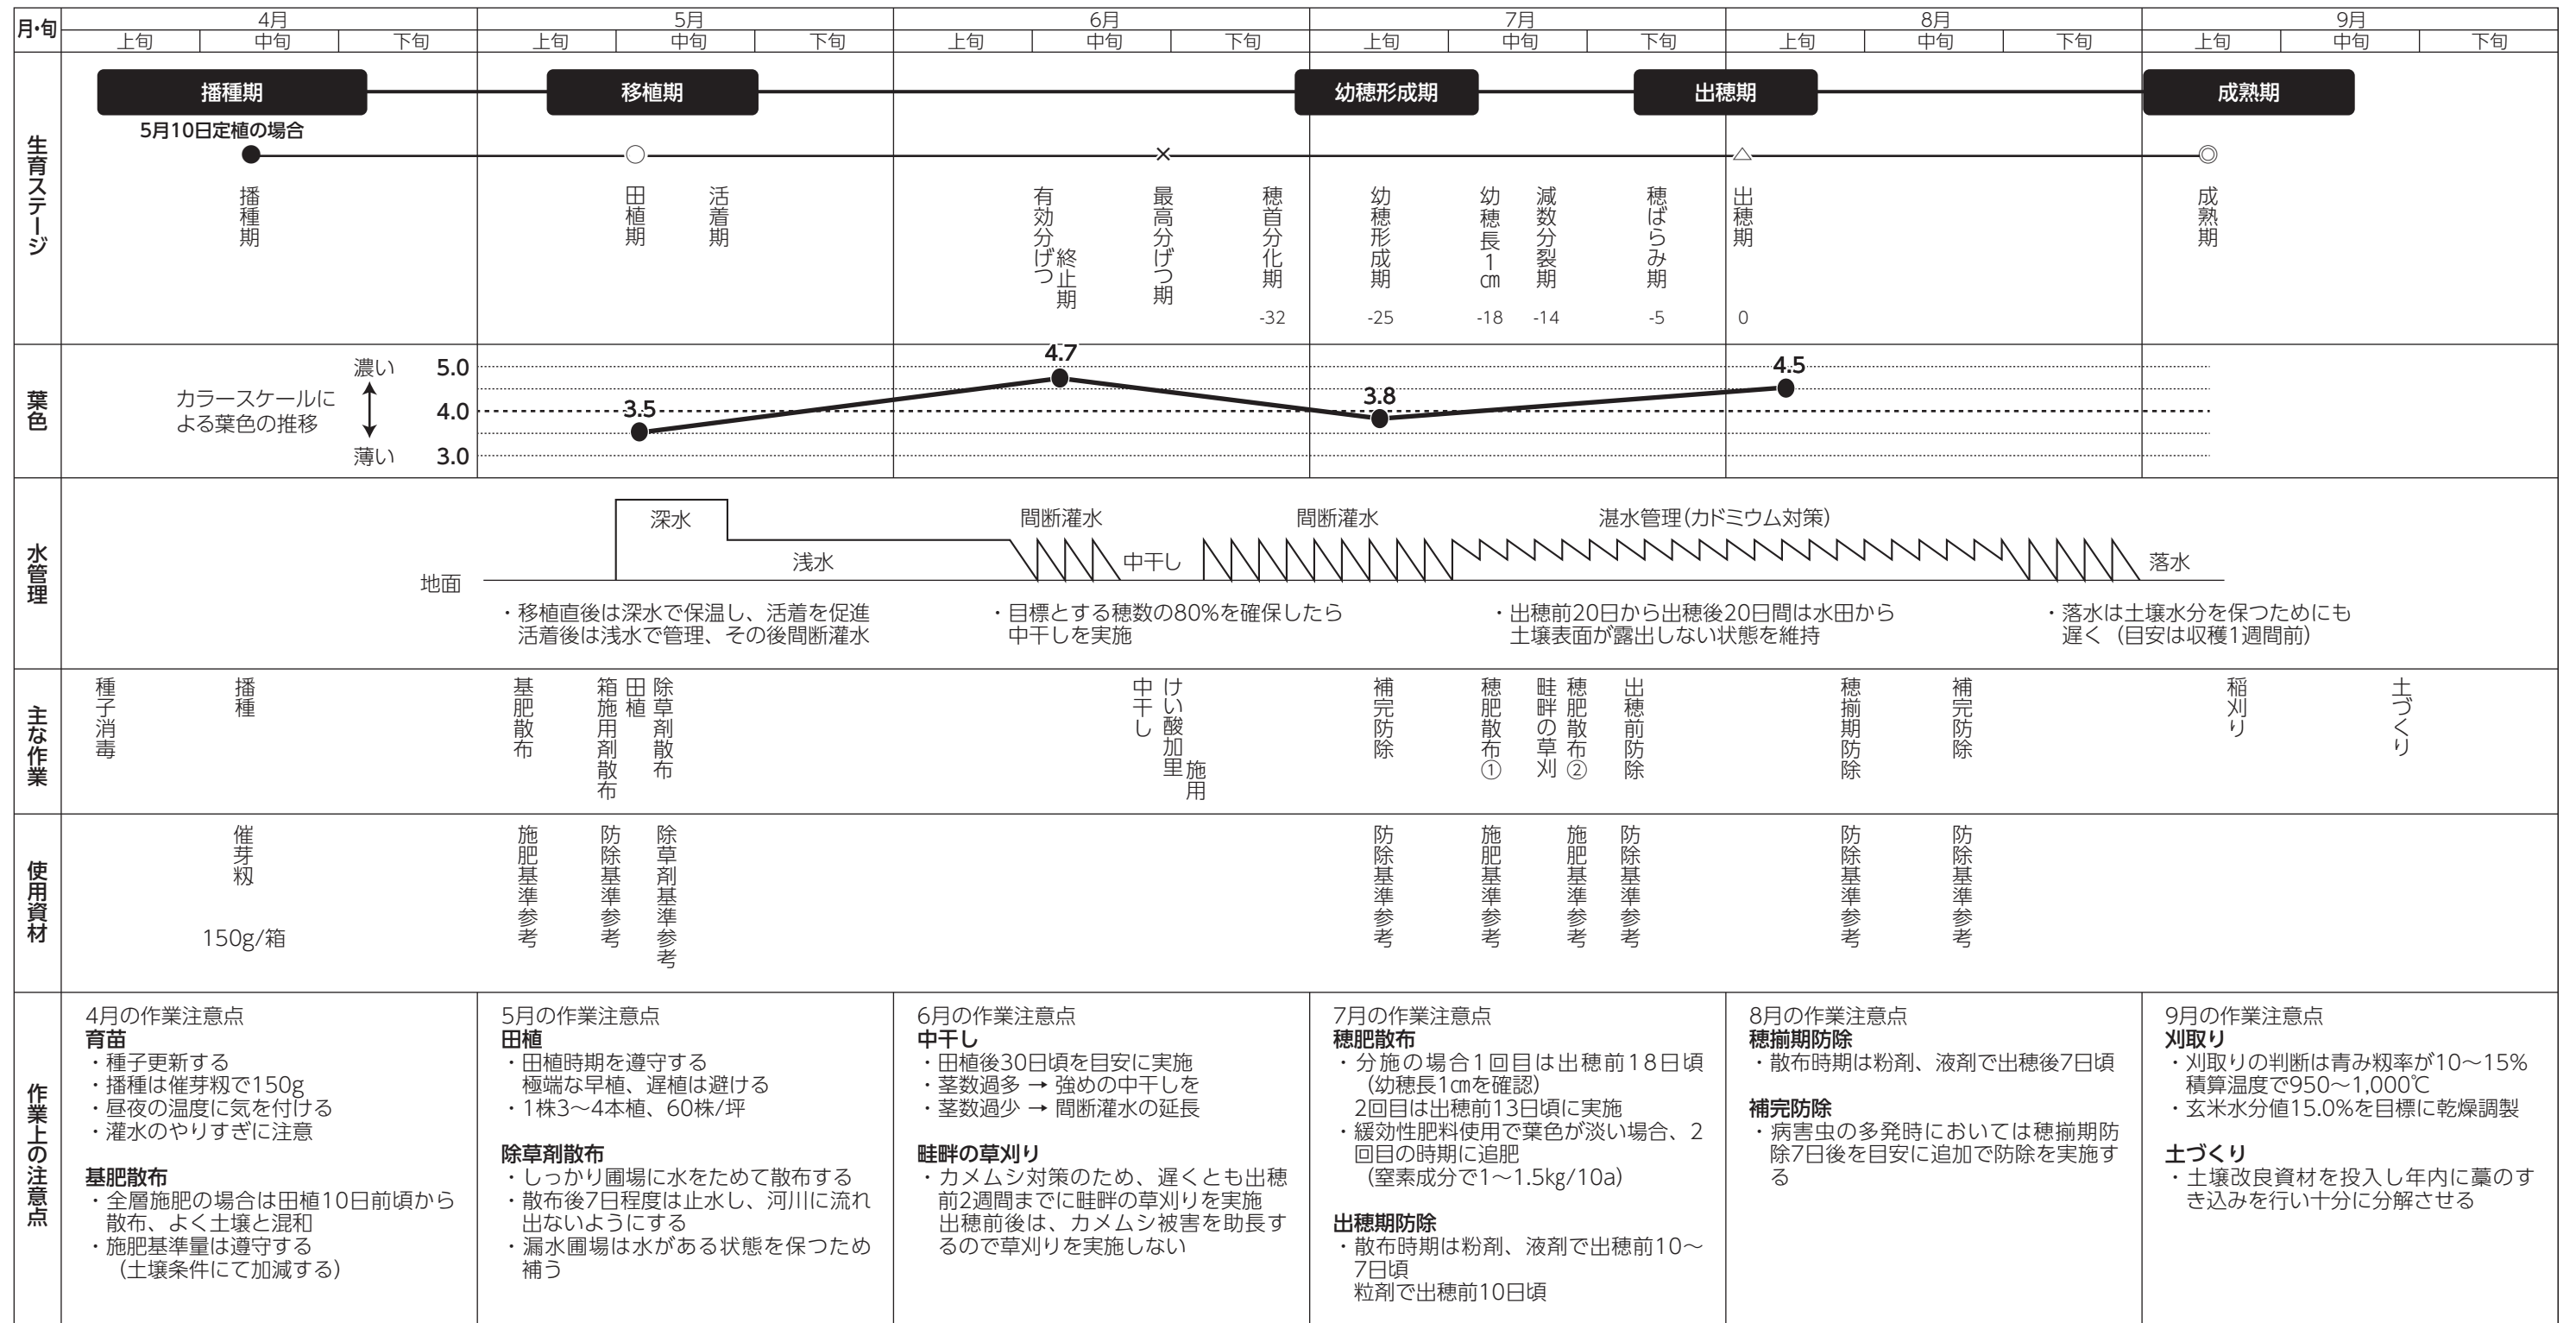 月・旬
4月
5月
6月
7月
8月
9月
上旬 中旬 下旬 上旬 中旬 下旬 上旬 中旬 下旬 上旬 中旬 下旬 上旬 中旬 下旬 上旬 中旬 下旬
生育ステージ
播種期
移植期
幼穂形成期
出穂期
成熟期
5月10日定植の場合
● ○ × △ ◎
播種期
田植期
活着期
有効分げつ
終止期
最高分げつ期
穂首分化期
幼穂形成期
幼穂長1㎝
減数分裂期
穂ばらみ期
出穂期
成熟期
-32
-25
-18
-14
-5
0
葉色
カラースケールに
よる葉色の推移
濃い
薄い
5.0
4.0
3.0
3.5
4.7
3.8
4.5
水管理
地面
深水
浅水
間断灌水
中干し
間断灌水
湛水管理(カドミウム対策)
落水
・移植直後は深水で保温し、活着を促進
活着後は浅水で管理、その後間断灌水
・目標とする穂数の80%を確保したら
中干しを実施
・出穂前20日から出穂後20日間は水田から
土壌表面が露出しない状態を維持
・落水は土壌水分を保つためにも
遅く（目安は収穫1週間前）
主な作業
種子消毒
播種
基肥散布
箱施用剤散布
田植
除草剤散布
中干し
けい酸加里
施用
補完防除
穂肥散布①
畦畔の草刈
穂肥散布②
出穂前防除
穂揃期防除
補完防除
稲刈り
土づくり
使用資材
催芽籾
150g/箱
施肥基準参考
防除基準参考
除草剤基準参考
防除基準参考
施肥基準参考
施肥基準参考
防除基準参考
防除基準参考
防除基準参考
作業上の注意点
4月の作業注意点
育苗
・種子更新する
・播種は催芽籾で150g
・昼夜の温度に気を付ける
・灌水のやりすぎに注意
基肥散布
・全層施肥の場合は田植10日前頃から
散布、よく土壌と混和
・施肥基準量は遵守する
（土壌条件にて加減する）
5月の作業注意点
田植
・田植時期を遵守する
極端な早植、遅植は避ける
・1株3～4本植、60株/坪
除草剤散布
・しっかり圃場に水をためて散布する
・散布後7日程度は止水し、河川に流れ
出ないようにする
・漏水圃場は水がある状態を保つため
補う
6月の作業注意点
中干し
・田植後30日頃を目安に実施
・茎数過多 → 強めの中干しを
・茎数過少 → 間断灌水の延長
畦畔の草刈り
・カメムシ対策のため、遅くとも出穂
前2週間までに畦畔の草刈りを実施
出穂前後は、カメムシ被害を助長す
るので草刈りを実施しない
7月の作業注意点
穂肥散布
・分施の場合1回目は出穂前18日頃
（幼穂長1㎝を確認）
2回目は出穂前13日頃に実施
・緩効性肥料使用で葉色が淡い場合、2
回目の時期に追肥
（窒素成分で1～1.5kg/10a）
出穂期防除
・散布時期は粉剤、液剤で出穂前10～
7日頃
粒剤で出穂前10日頃
8月の作業注意点
穂揃期防除
・散布時期は粉剤、液剤で出穂後7日頃
補完防除
・病害虫の多発時においては穂揃期防
除7日後を目安に追加で防除を実施す
る
9月の作業注意点
刈取り
・刈取りの判断は青み籾率が10～15%
積算温度で950～1,000℃
・玄米水分値15.0%を目標に乾燥調製
土づくり
・土壌改良資材を投入し年内に藁のす
き込みを行い十分に分解させる